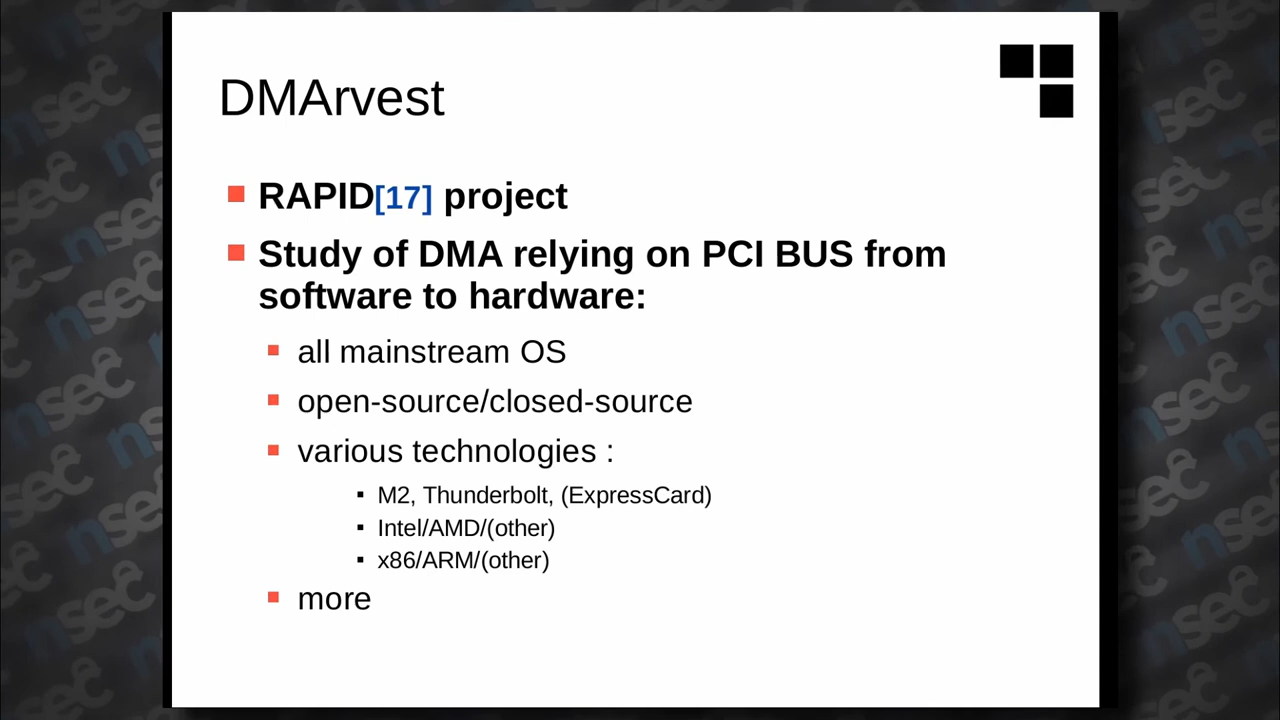 DMArvest
RAPID[17] project
Study of DMA relying on PCI BUS from
software to hardware:
all mainstream OS
open-source/closed-source
various technologies :
M2, Thunderbolt, (ExpressCard)
Intel/AMD/(other)
x86/ARM/(other)
more
nsec